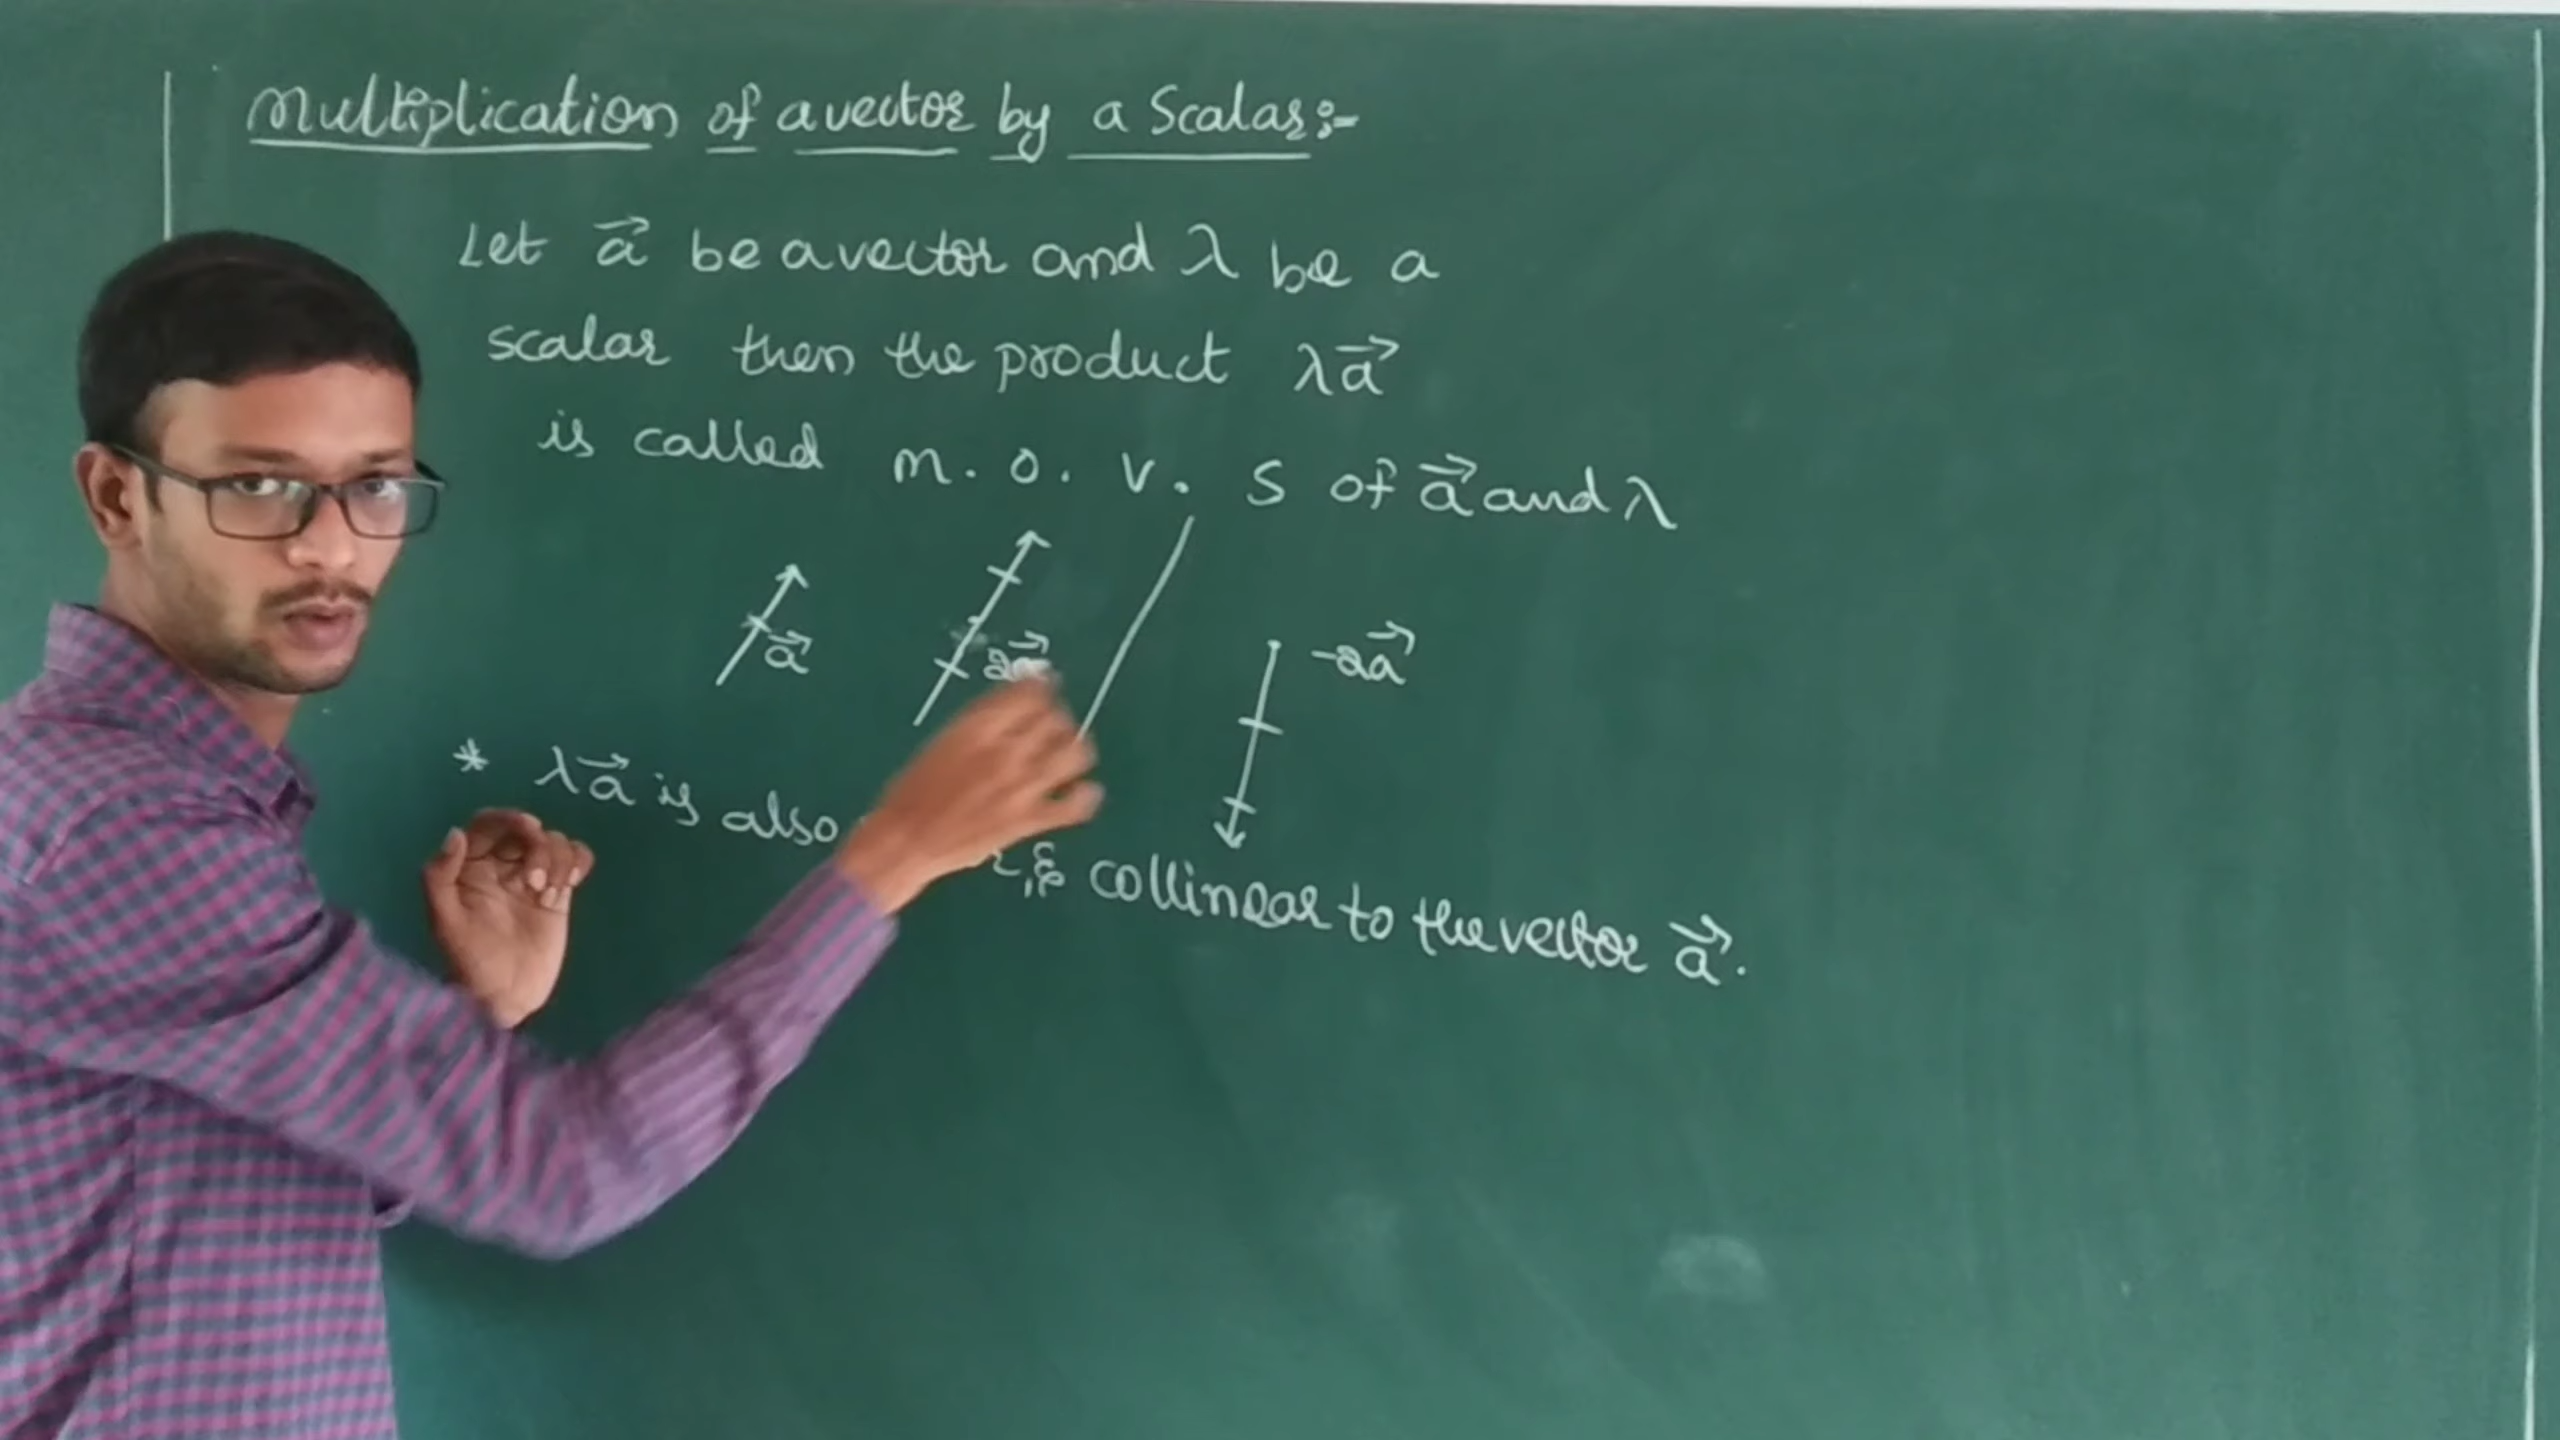 Multiplication of a vector by a Scalar:-
Let a⃗ be a vector and λ be a
scalar then the product λa⃗
is called m. o. v. S of a⃗ and λ
a⃗
-2a⃗
* λa⃗ is also & collinear to the vector a⃗.